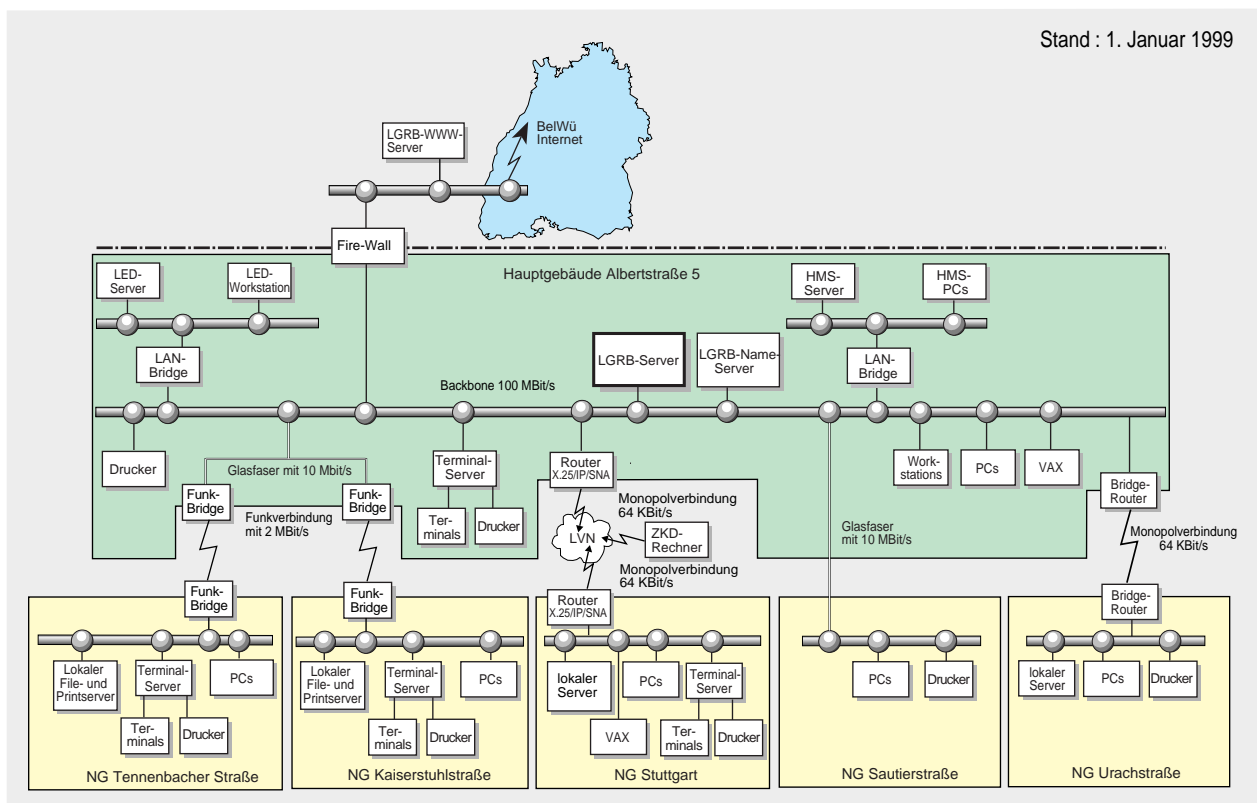 Stand : 1. Januar 1999
BelWü
Internet
LGRB-WWW-
Server
Fire-Wall
Hauptgebäude Albertstraße 5
LED-
Server
LED-
Workstation
HMS-
Server
HMS-
PCs
LAN-
Bridge
LGRB-Server
LGRB-Name-
Server
LAN-
Bridge
Backbone 100 MBit/s
Drucker
Glasfaser mit 10 Mbit/s
Terminal-
Server
Router
X.25/IP/SNA
Work-
stations
PCs
VAX
Bridge-
Router
Funk-
Bridge
Funk-
Bridge
Funkverbindung
mit 2 MBit/s
Ter-
minals
Drucker
Monopolverbindung
64 KBit/s
LVN
ZKD-
Rechner
Monopolverbindung
64 KBit/s
Glasfaser
mit 10 MBit/s
Monopolverbindung
64 KBit/s
Funk-
Bridge
Lokaler
File- und
Printserver
Terminal-
Server
PCs
Ter-
minals
Drucker
NG Tennenbacher Straße
Funk-
Bridge
Lokaler
File- und
Printserver
Terminal-
Server
PCs
Ter-
minals
Drucker
NG Kaiserstuhlstraße
Router
X.25/IP/SNA
lokaler
Server
PCs
Terminal-
Server
VAX
Ter-
minals
Drucker
NG Stuttgart
PCs
Drucker
NG Sautierstraße
Bridge-
Router
lokaler
Server
PCs
Drucker
NG Urachstraße